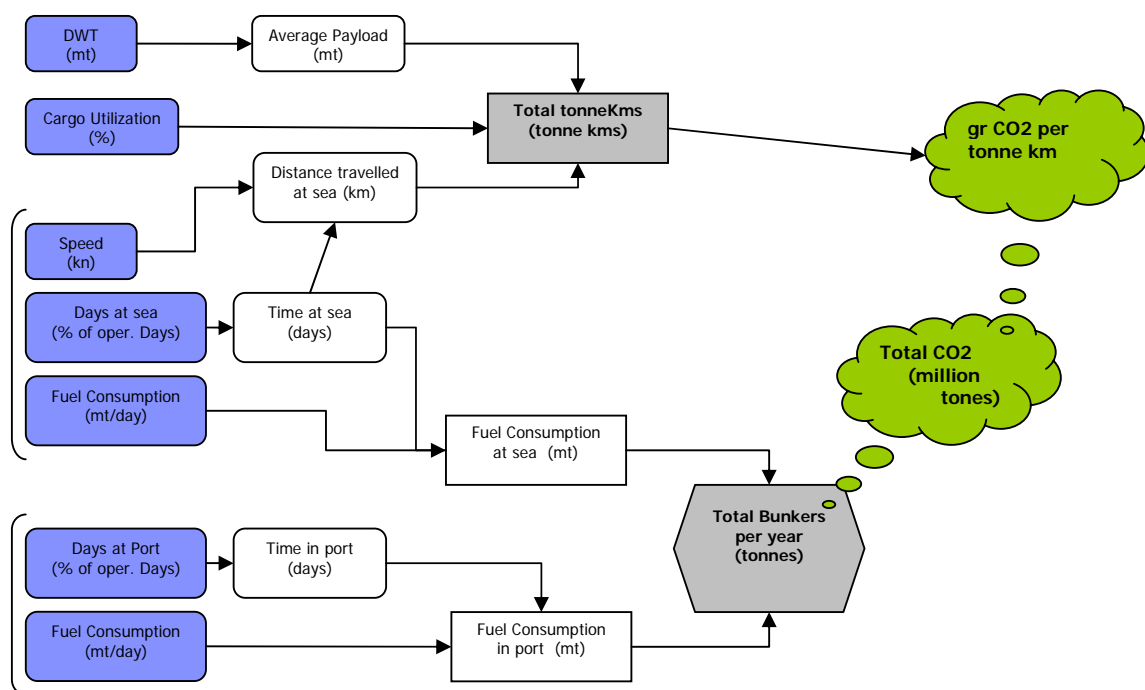 DWT
(mt)
Average Payload
(mt)
Cargo Utilization
(%)
Total tonneKms
(tonne kms)
gr CO2 per
tonne km
Distance travelled
at sea (km)
Speed
(kn)
Days at sea
(% of oper. Days)
Time at sea
(days)
Total CO2
(million
tones)
Fuel Consumption
(mt/day)
Fuel Consumption
at sea (mt)
Total Bunkers
per year
(tonnes)
Days at Port
(% of oper. Days)
Time in port
(days)
Fuel Consumption
(mt/day)
Fuel Consumption
in port (mt)